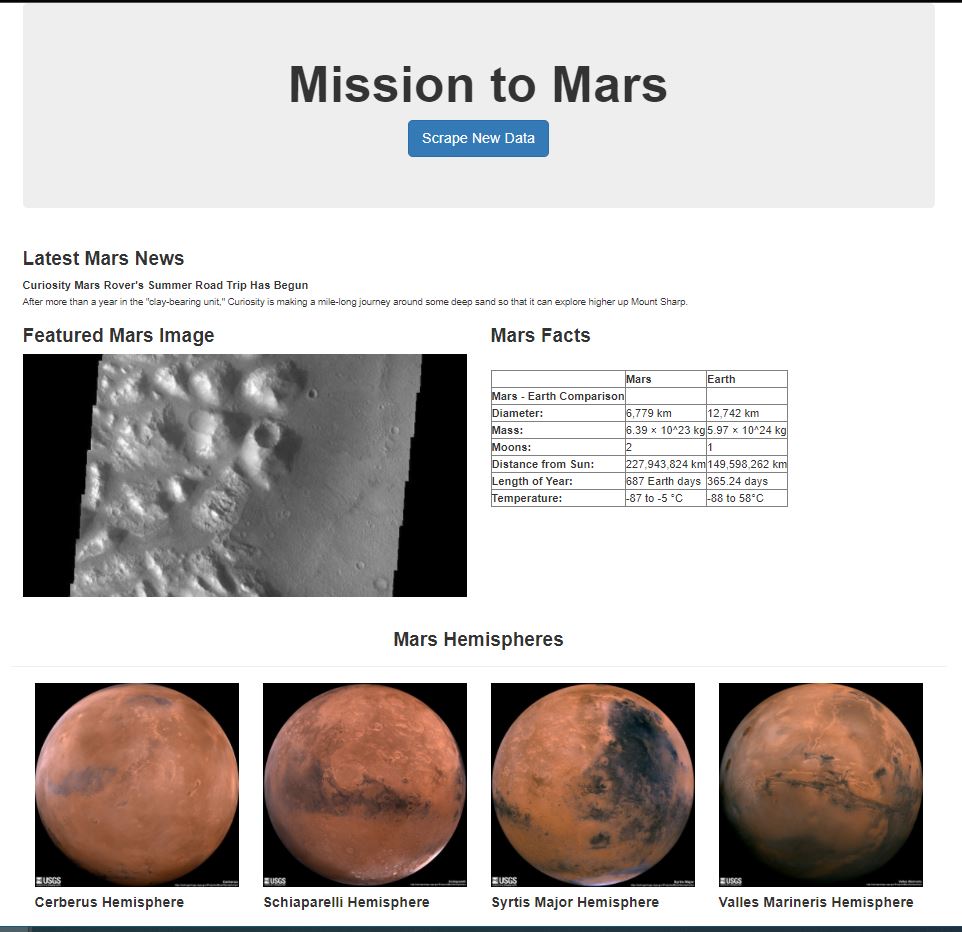 Mission to Mars
Scrape New Data
Latest Mars News
Curiosity Mars Rover's Summer Road Trip Has Begun
After more than a year in the "clay-bearing unit," Curiosity is making a mile-long journey around some deep sand so that it can explore higher up Mount Sharp.
Featured Mars Image
Mars Facts
Mars Earth
Mars - Earth Comparison
Diameter: 6,779 km 12,742 km
Mass: 6.39 × 10^23 kg 5.97 × 10^24 kg
Moons: 2 1
Distance from Sun: 227,943,824 km 149,598,262 km
Length of Year: 687 Earth days 365.24 days
Temperature: -87 to -5 °C -88 to 58°C
Mars Hemispheres
USGS
USGS
USGS
USGS
Cerberus Hemisphere
Schiaparelli Hemisphere
Syrtis Major Hemisphere
Valles Marineris Hemisphere